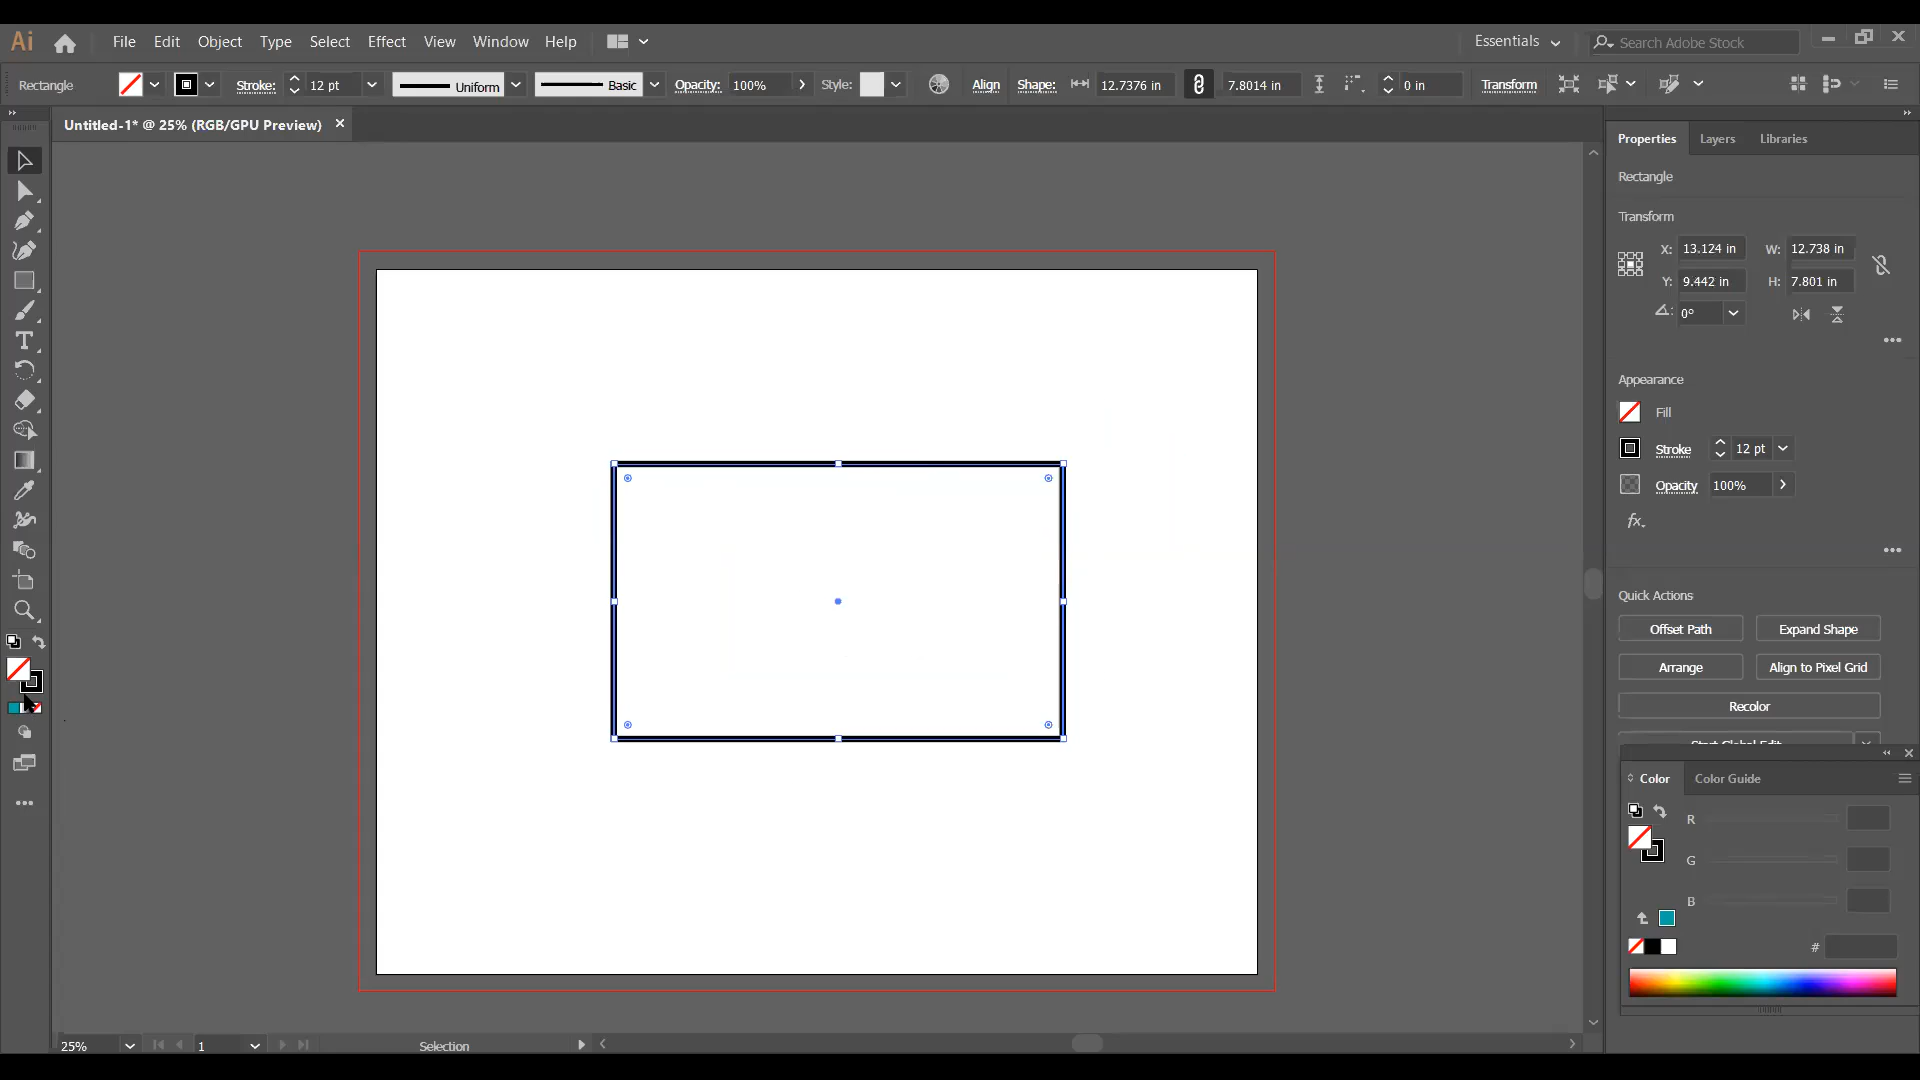 Ai File Edit Object Type Select Effect View Window Help Essentials Search Adobe Stock
Rectangle Stroke: 12 pt Uniform Basic Opacity: 100% Style: Align Shape: 12.7376 in 7.8014 in 0 in Transform
Untitled-1* @ 25% (RGB/GPU Preview) ×
Properties Layers Libraries
Rectangle
Transform
X: 13.124 in W: 12.738 in
Y: 9.442 in H: 7.801 in
0°
Appearance
Fill
Stroke 12 pt
Opacity 100%
fx.
Quick Actions
Offset Path Expand Shape
Arrange Align to Pixel Grid
Recolor
Start Global Edit
Color Color Guide
R
G
B
#
25% 1 Selection